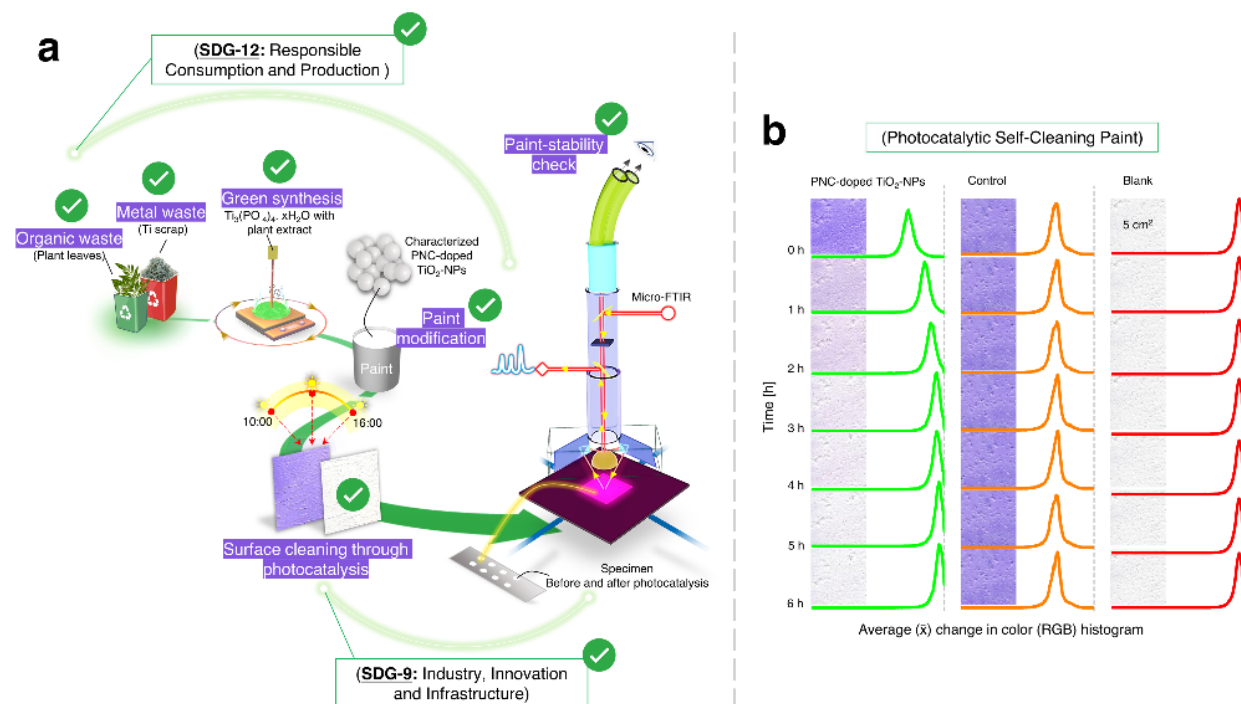 a
(SDG-12: Responsible
Consumption and Production )
Organic waste
(Plant leaves)
Metal waste
(Ti scrap)
Green synthesis
Ti₃(PO₄)₄. xH₂O with
plant extract
Characterized
PNC-doped
TiO₂-NPs
Paint
modification
Paint
10:00
16:00
Surface cleaning through
photocatalysis
Paint-stability
check
Micro-FTIR
Specimen
Before and after photocatalysis
(SDG-9: Industry, Innovation
and Infrastructure)
b
(Photocatalytic Self-Cleaning Paint)
PNC-doped TiO₂-NPs
Control
Blank
5 cm²
Time [h]
0 h
1 h
2 h
3 h
4 h
5 h
6 h
Average (x̄) change in color (RGB) histogram